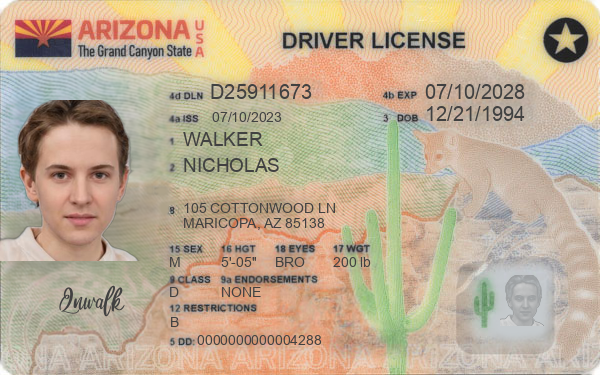 ARIZONA USA
The Grand Canyon State
DRIVER LICENSE
4d DLN D25911673 4b EXP 07/10/2028
4a ISS 07/10/2023 3 DOB 12/21/1994
1 WALKER
2 NICHOLAS
8 105 COTTONWOOD LN
MARICOPA, AZ 85138
15 SEX 16 HGT 18 EYES 17 WGT
M 5'-05" BRO 200 lb
9 CLASS 9a ENDORSEMENTS
D NONE
12 RESTRICTIONS
B
5 DD: 0000000000004288
ARIZONA ARIZONA ARIZONA